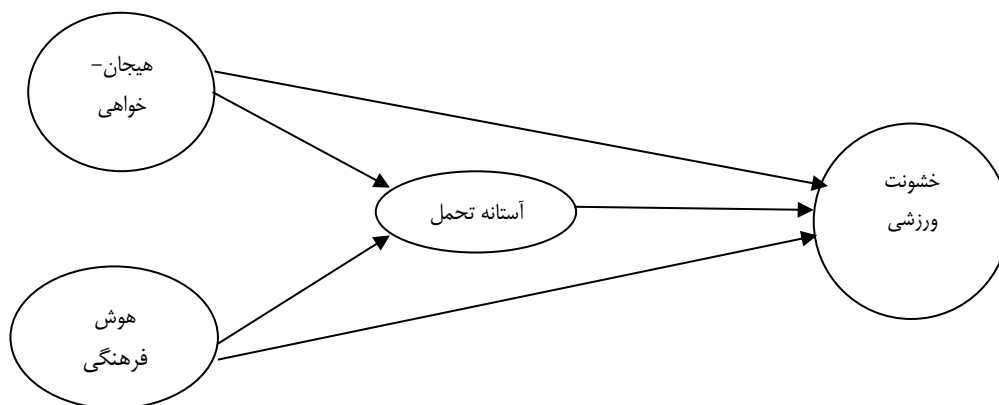 هیجان-
خواهی
آستانه تحمل
خشونت
ورزشی
هوش
فرهنگی